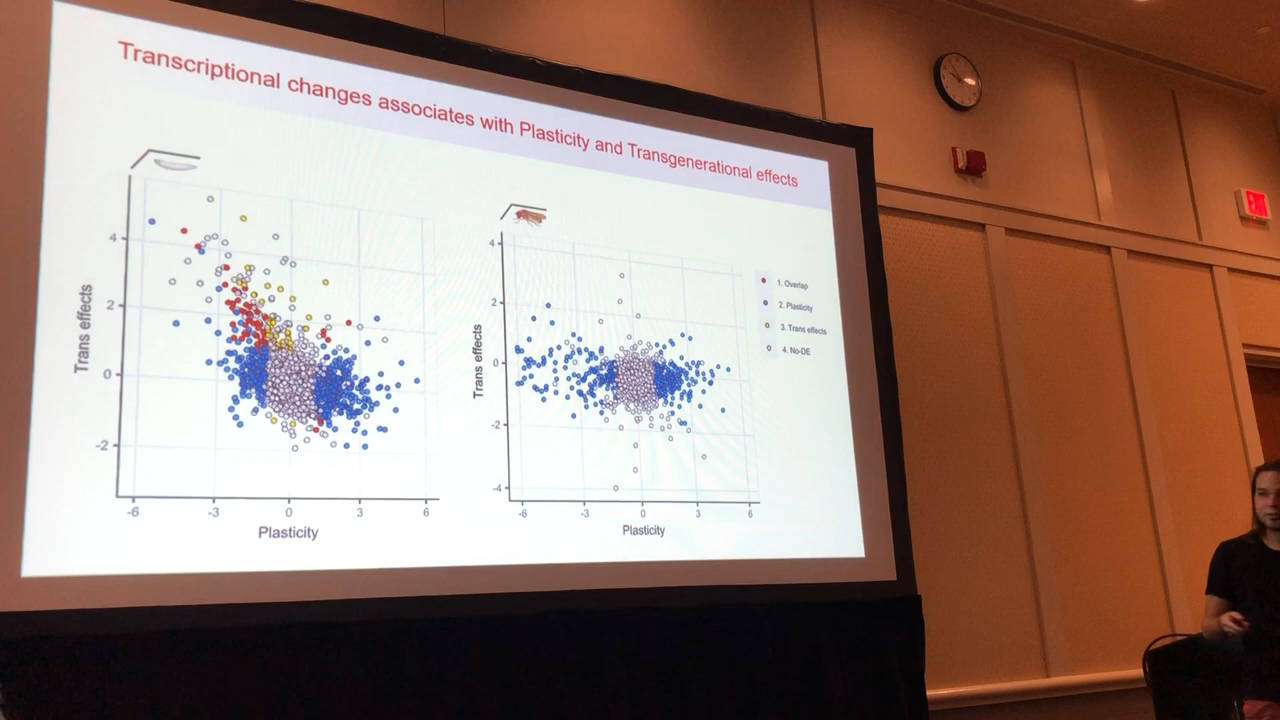 Transcriptional changes associates with Plasticity and Transgenerational effects
Trans effects
4
2
0
-2
-6
-3
0
3
6
Plasticity
Trans effects
4
2
0
-2
-4
-6
-3
0
3
6
Plasticity
1. Overlap
2. Plasticity
3. Trans effects
4. No-DE